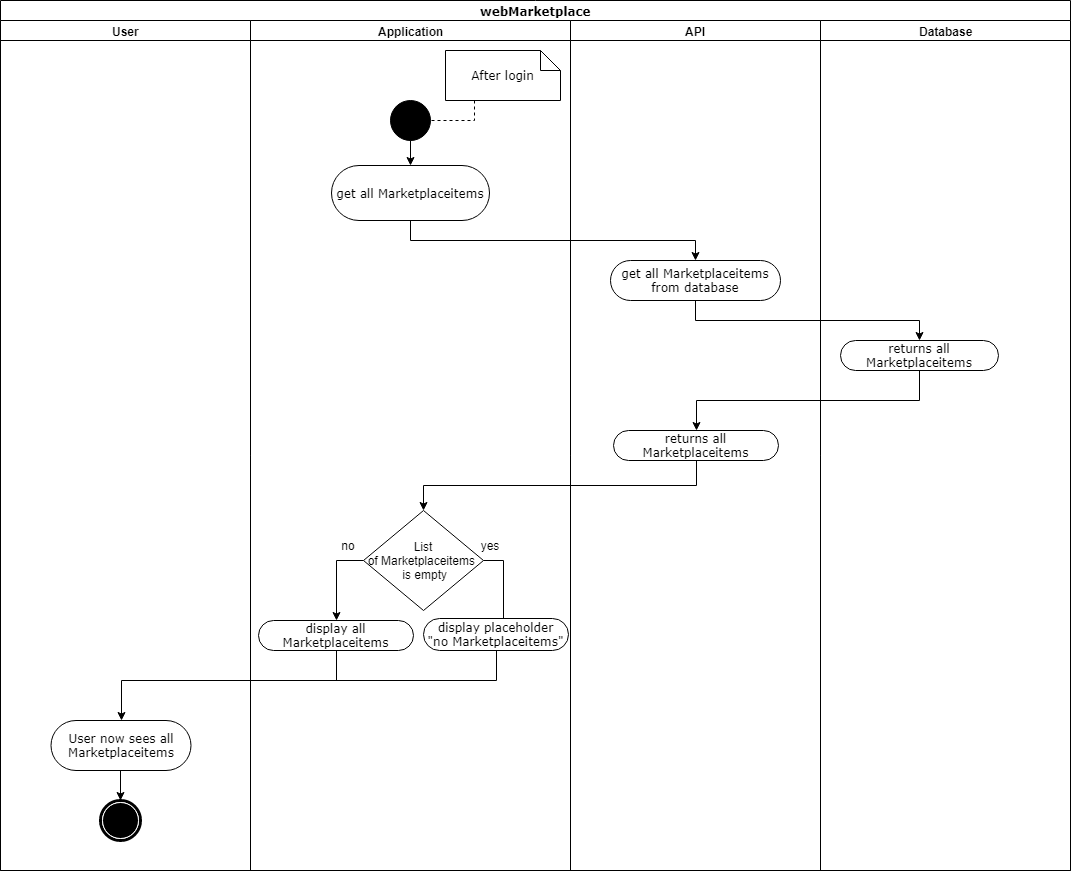 webMarketplace
User
Application
API
Database
After login
get all Marketplaceitems
get all Marketplaceitems
from database
returns all
Marketplaceitems
returns all
Marketplaceitems
no
yes
List
of Marketplaceitems
is empty
display all
Marketplaceitems
display placeholder
"no Marketplaceitems"
User now sees all
Marketplaceitems